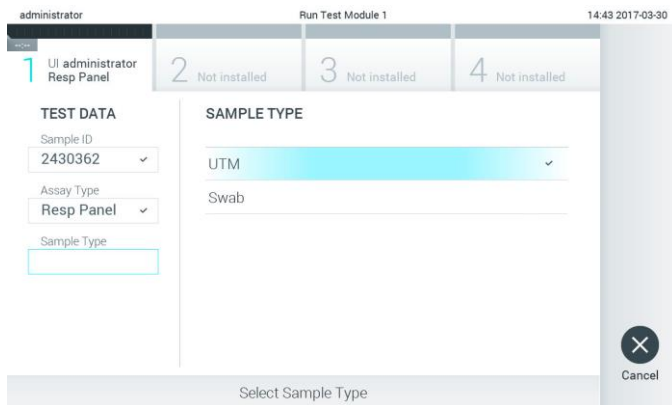 administrator
Run Test Module 1
14:43 2017-03-30
--:--
1 UI administrator
Resp Panel
2 Not installed
3 Not installed
4 Not installed
TEST DATA
Sample ID
2430362
Assay Type
Resp Panel
Sample Type
SAMPLE TYPE
UTM
Swab
Cancel
Select Sample Type